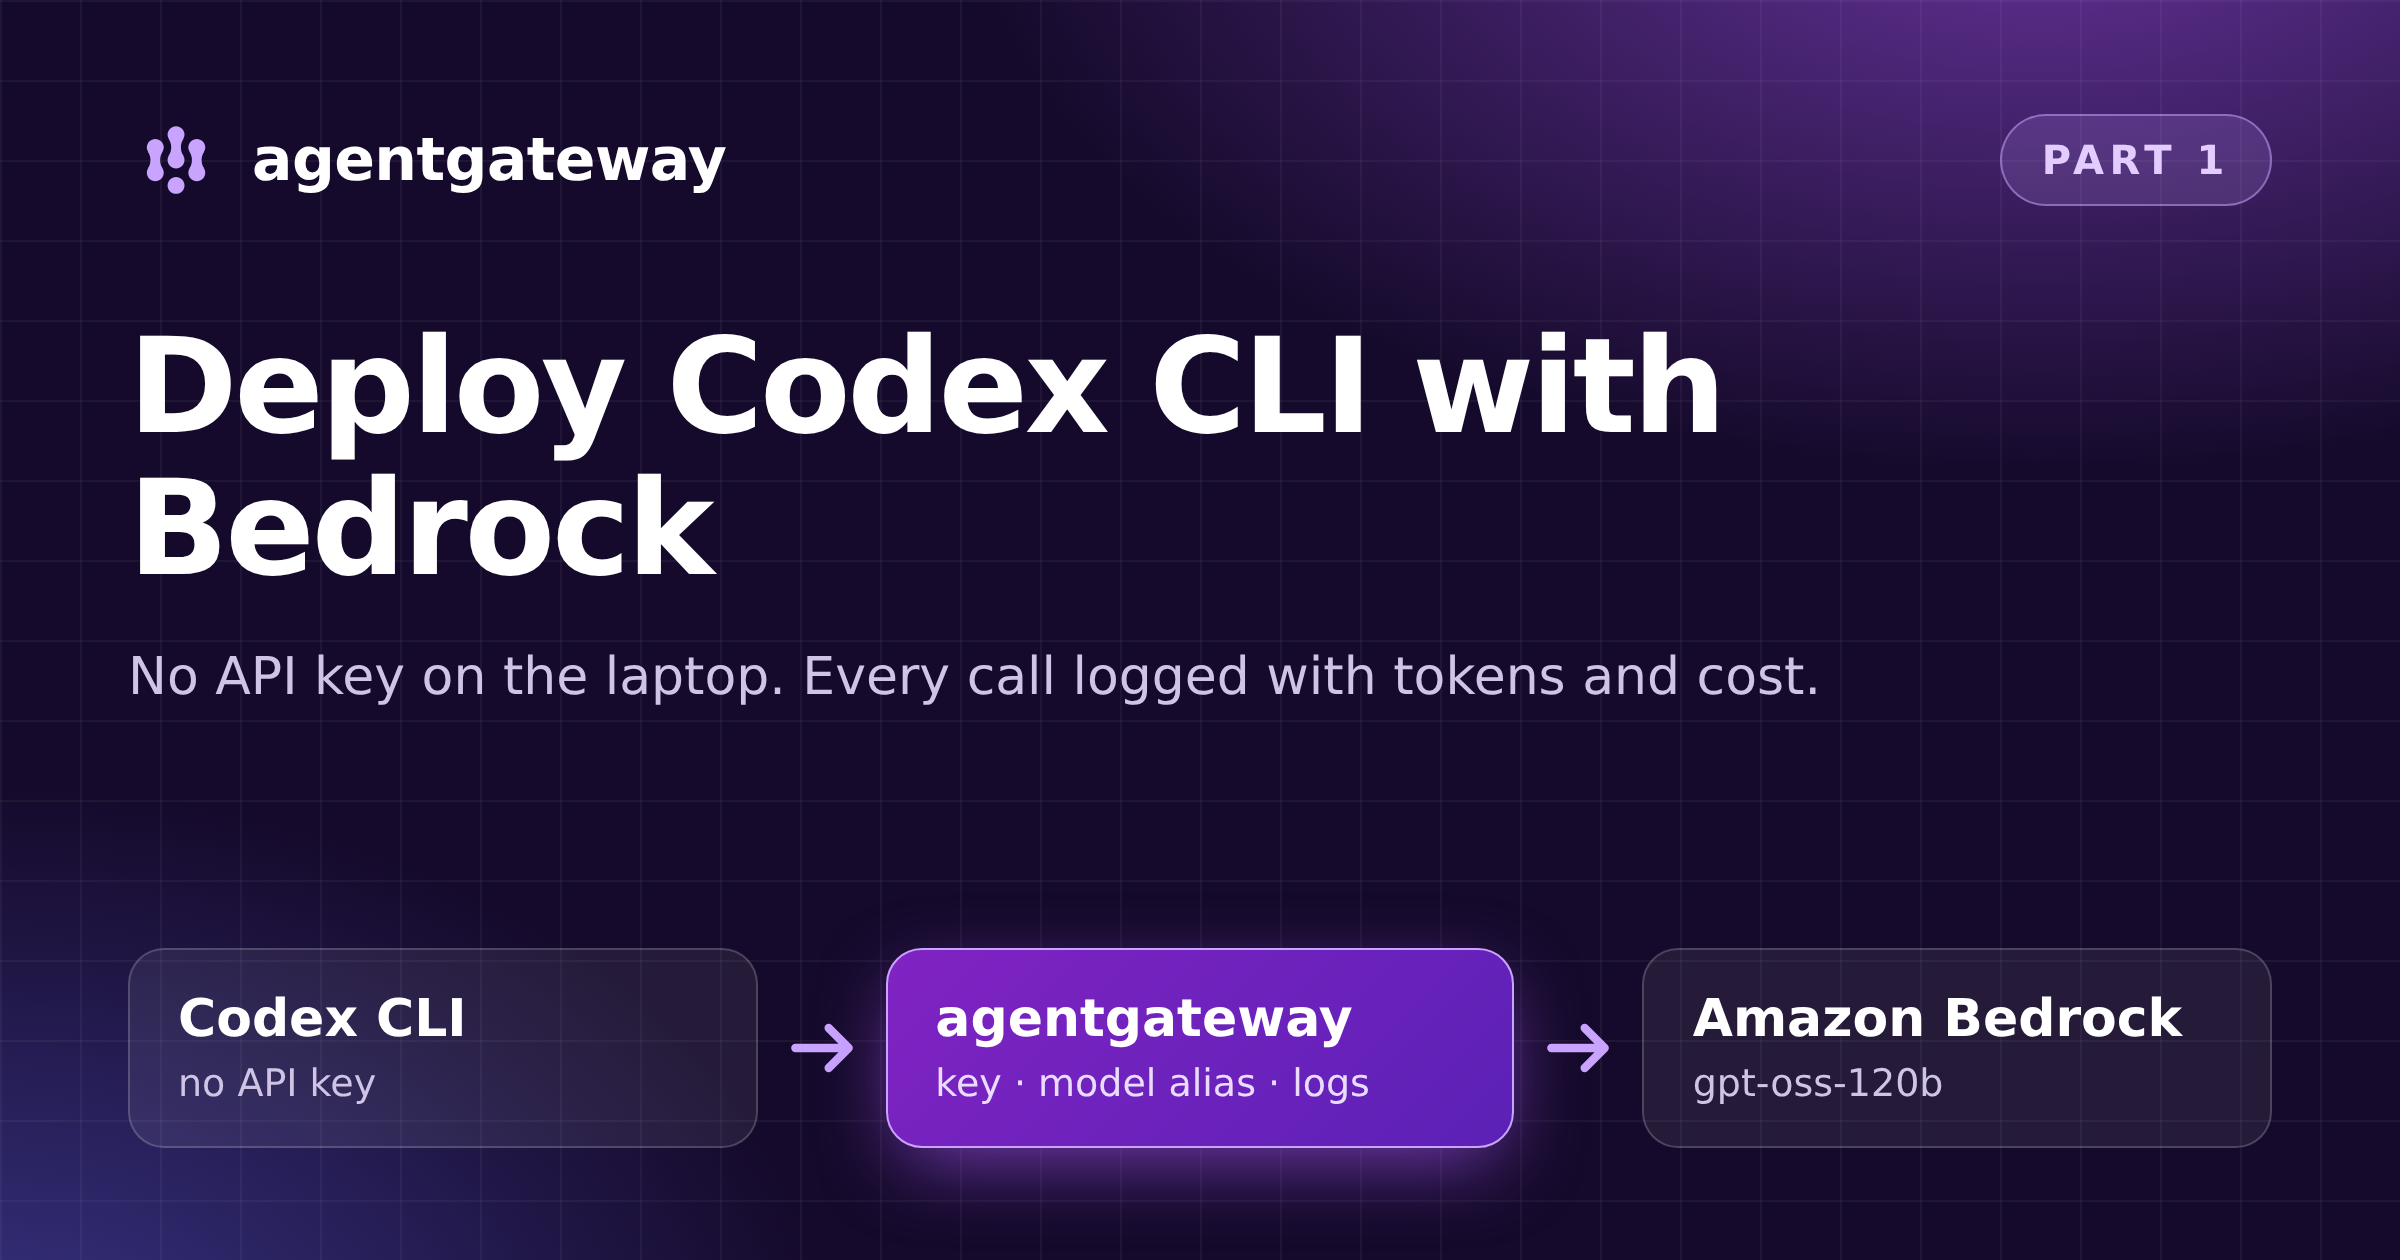 agentgateway
PART 1
Deploy Codex CLI with
Bedrock
No API key on the laptop. Every call logged with tokens and cost.
Codex CLI
no API key
agentgateway
key · model alias · logs
Amazon Bedrock
gpt-oss-120b